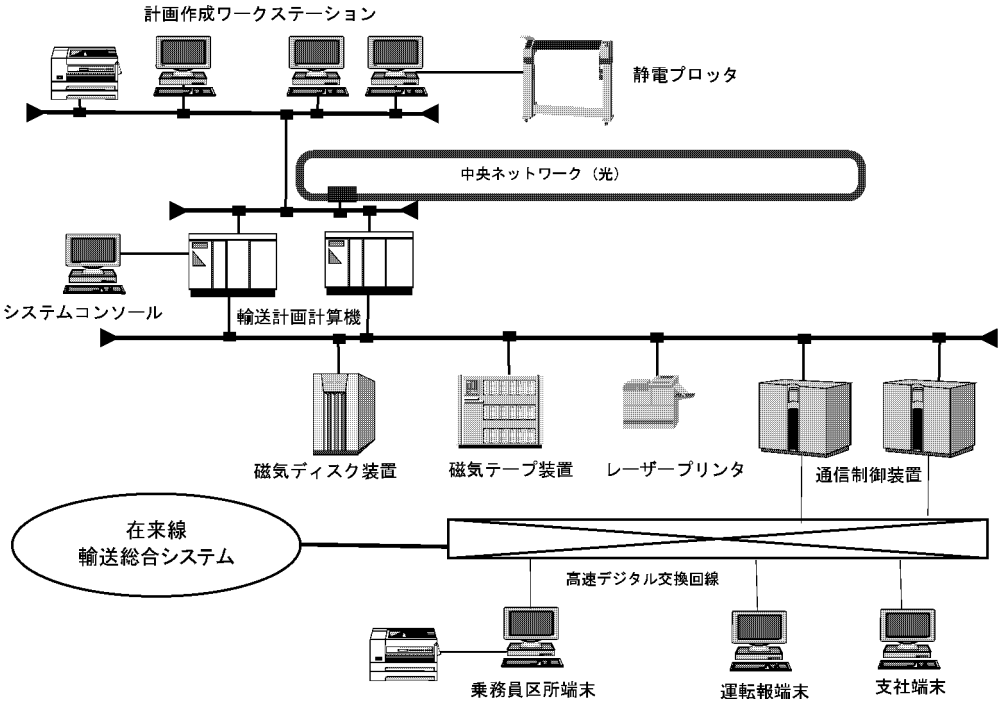 計画作成ワークステーション
静電プロッタ
中央ネットワーク（光）
システムコンソール
輸送計画計算機
磁気ディスク装置
磁気テープ装置
レーザープリンタ
通信制御装置
在来線
輸送総合システム
高速デジタル交換回線
乗務員区所端末
運転報端末
支社端末